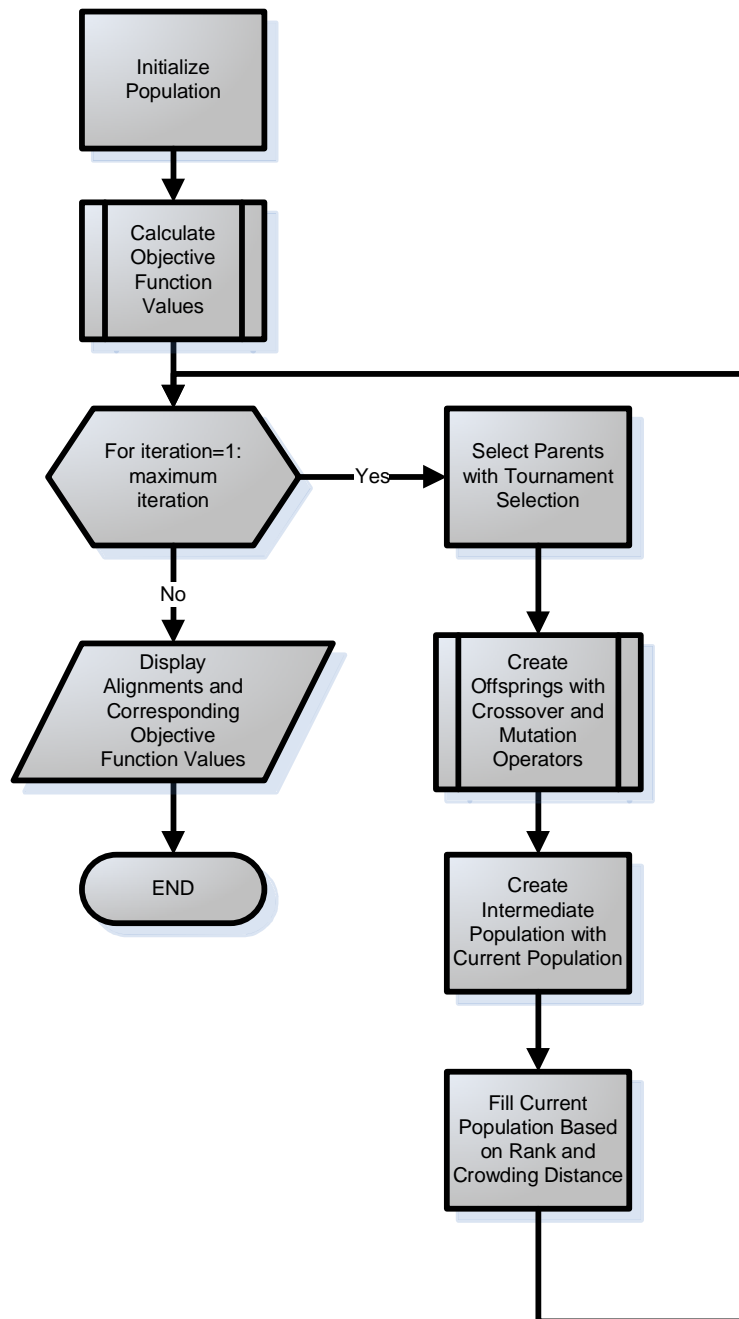 Initialize
Population
Calculate
Objective
Function
Values
For iteration=1:
maximum
iteration
Yes
Select Parents
with Tournament
Selection
No
Display
Alignments and
Corresponding
Objective
Function Values
END
Create
Offsprings with
Crossover and
Mutation
Operators
Create
Intermediate
Population with
Current Population
Fill Current
Population Based
on Rank and
Crowding Distance